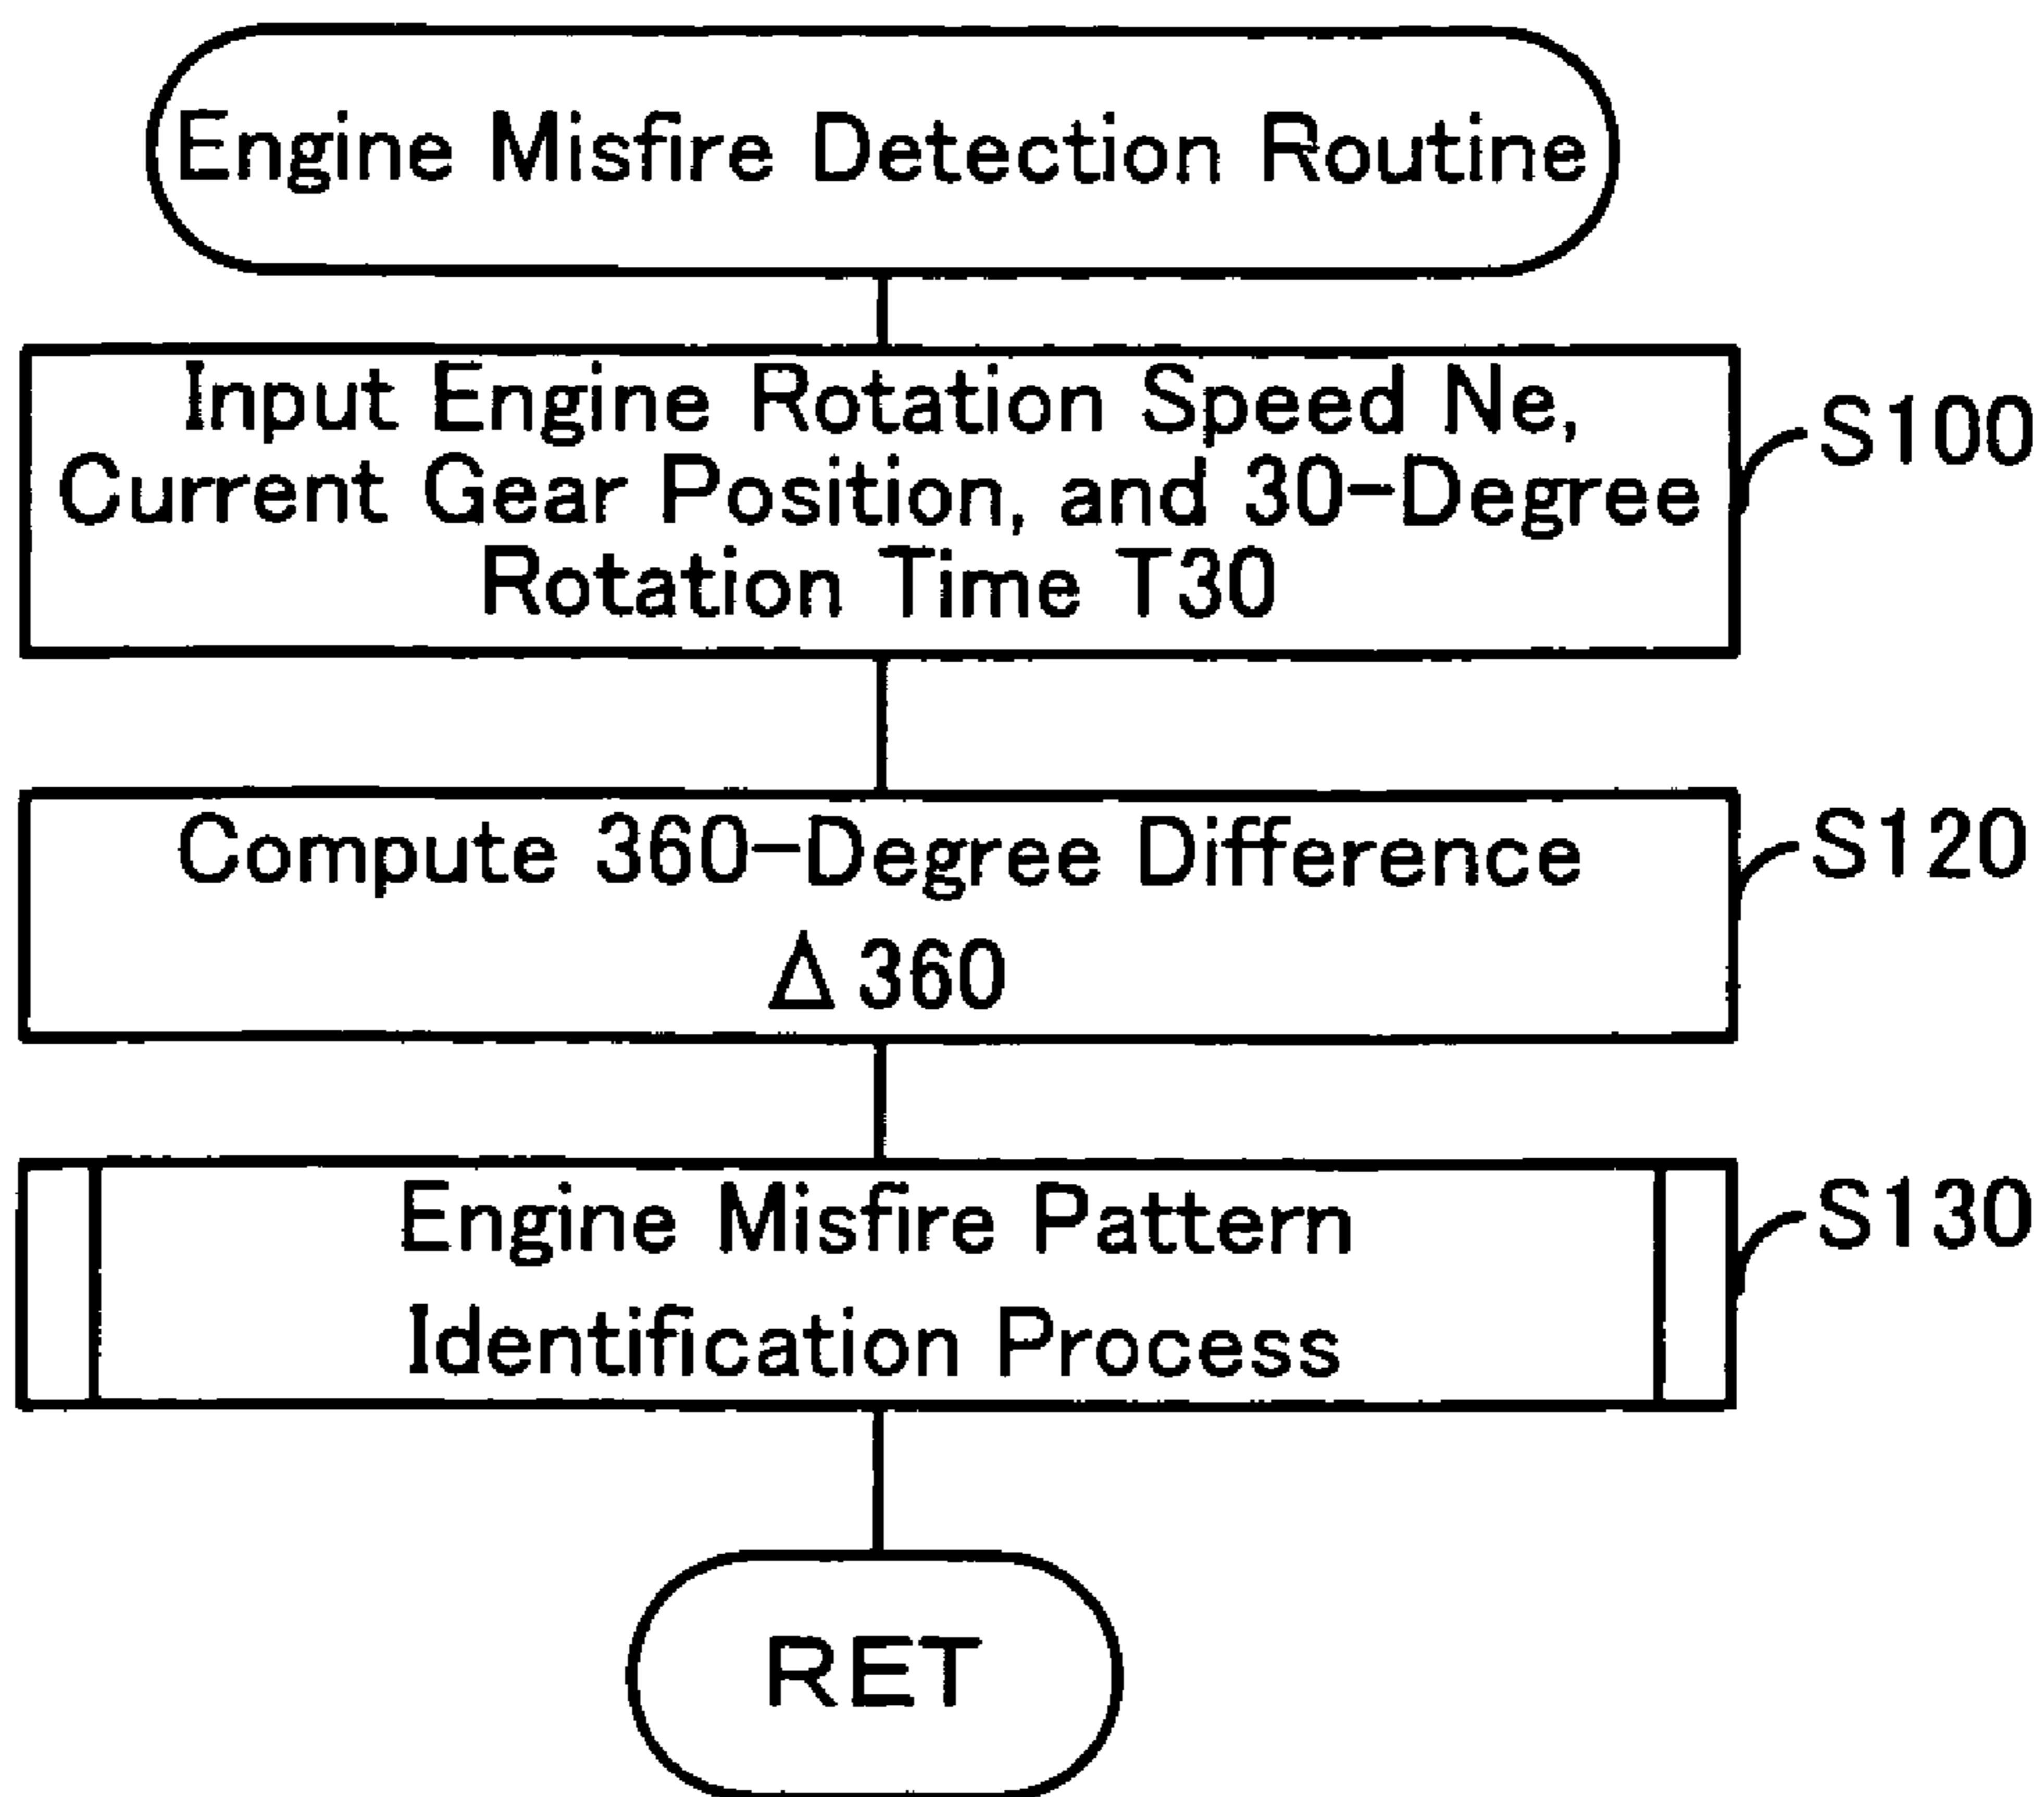 Engine Misfire Detection Routine
Input Engine Rotation Speed Ne,
Current Gear Position, and 30-Degree
Rotation Time T30
S100
Compute 360-Degree Difference
Δ360
S120
Engine Misfire Pattern
Identification Process
S130
RET